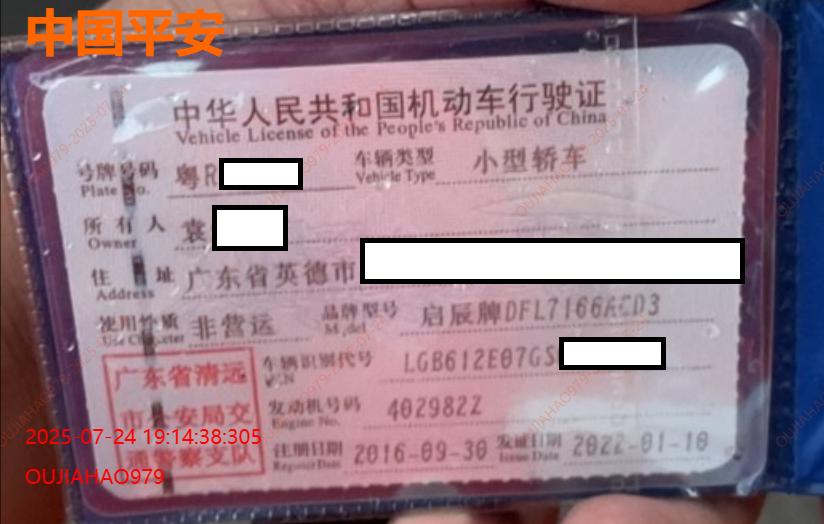 中国平安
中华人民共和国机动车行驶证
Vehicle License of the People's Republic of China
号牌号码 粤R 车辆类型 小型轿车
Plate No. Vehicle Type
所有人 袁
Owner
住址 广东省英德市
Address
使用性质 非营运 品牌型号 启辰牌DFL7166ACD3
Use Character Model
广东省清远 车辆识别代号 LGB612E07GS
VIN
市公安局交 发动机号码 402982Z
Engine No.
2025-07-24 19:14:38:305
通警察支队 注册日期 2016-09-30 发证日期 2022-01-10
Register Date Issue Date
OUJIAHAO979